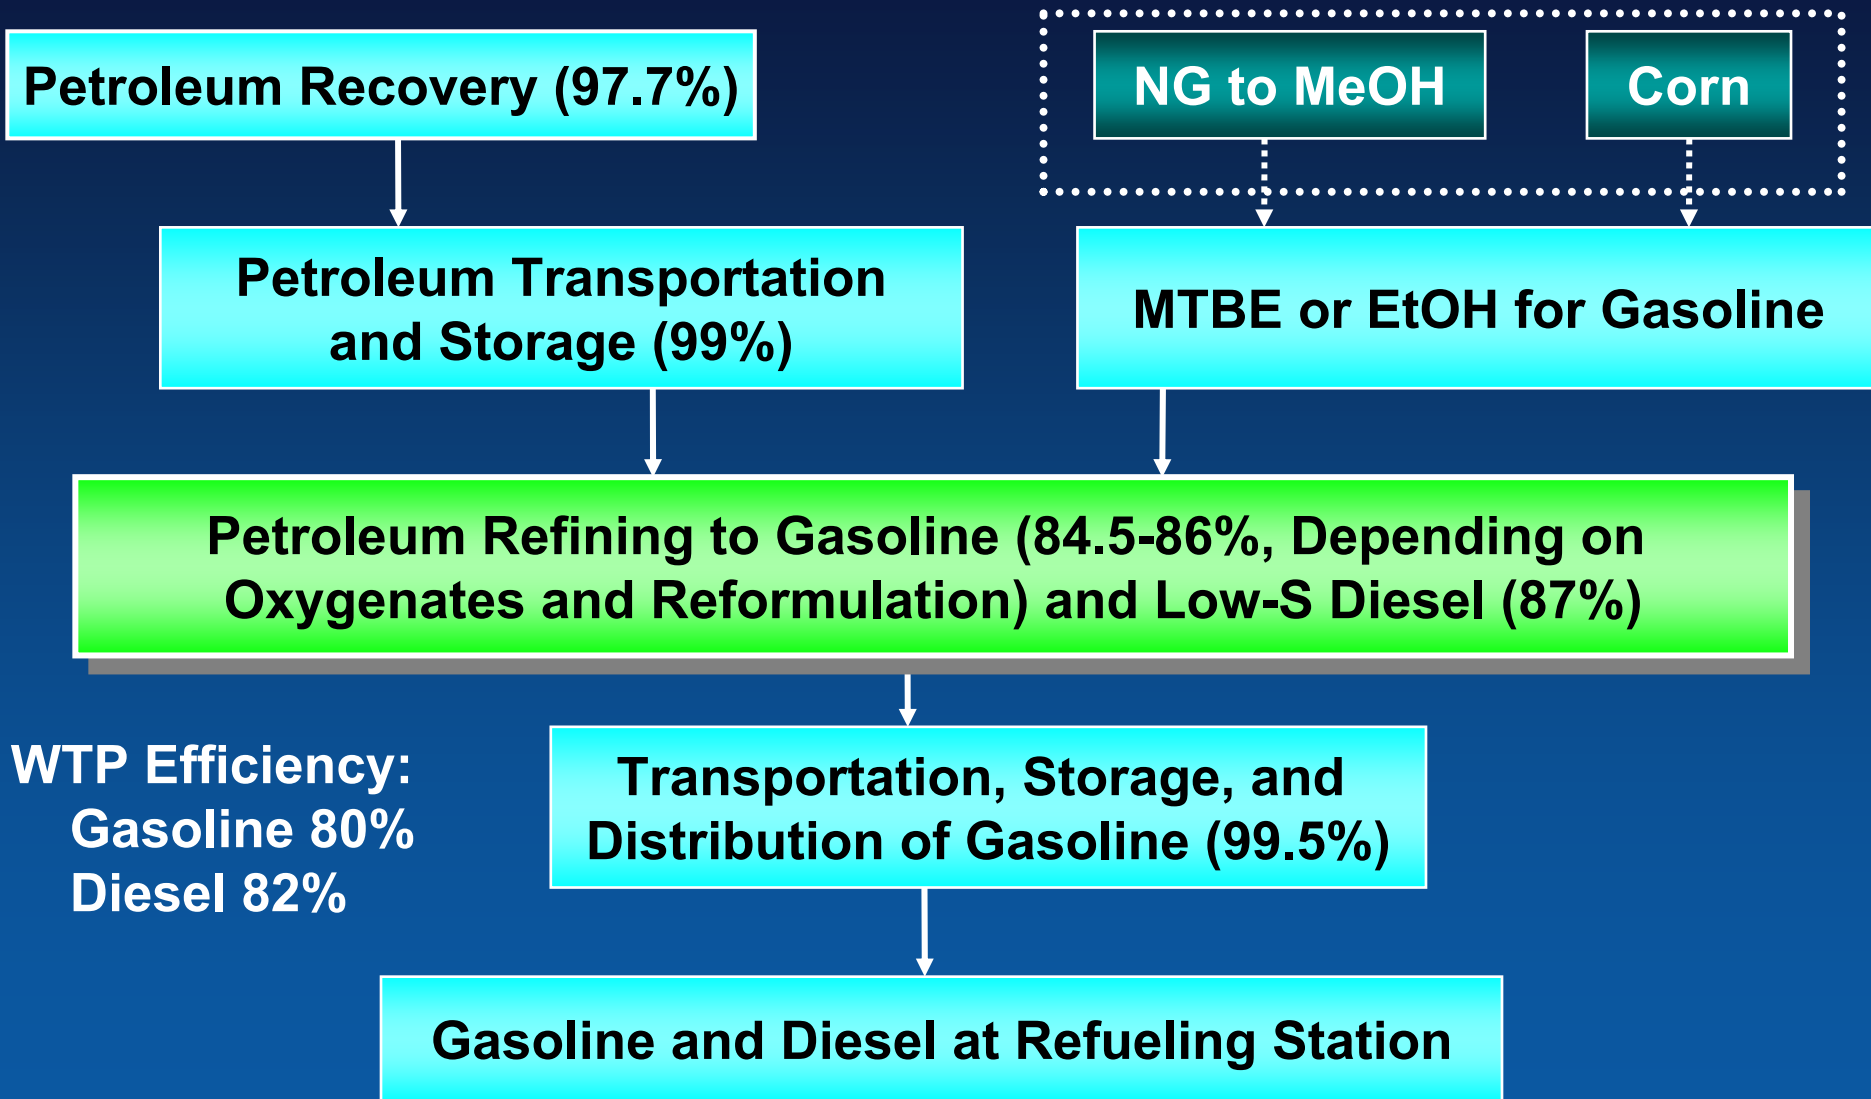 Petroleum Recovery (97.7%)
NG to MeOH
Corn
Petroleum Transportation
and Storage (99%)
MTBE or EtOH for Gasoline
Petroleum Refining to Gasoline (84.5-86%, Depending on
Oxygenates and Reformulation) and Low-S Diesel (87%)
WTP Efficiency:
Gasoline 80%
Diesel 82%
Transportation, Storage, and
Distribution of Gasoline (99.5%)
Gasoline and Diesel at Refueling Station